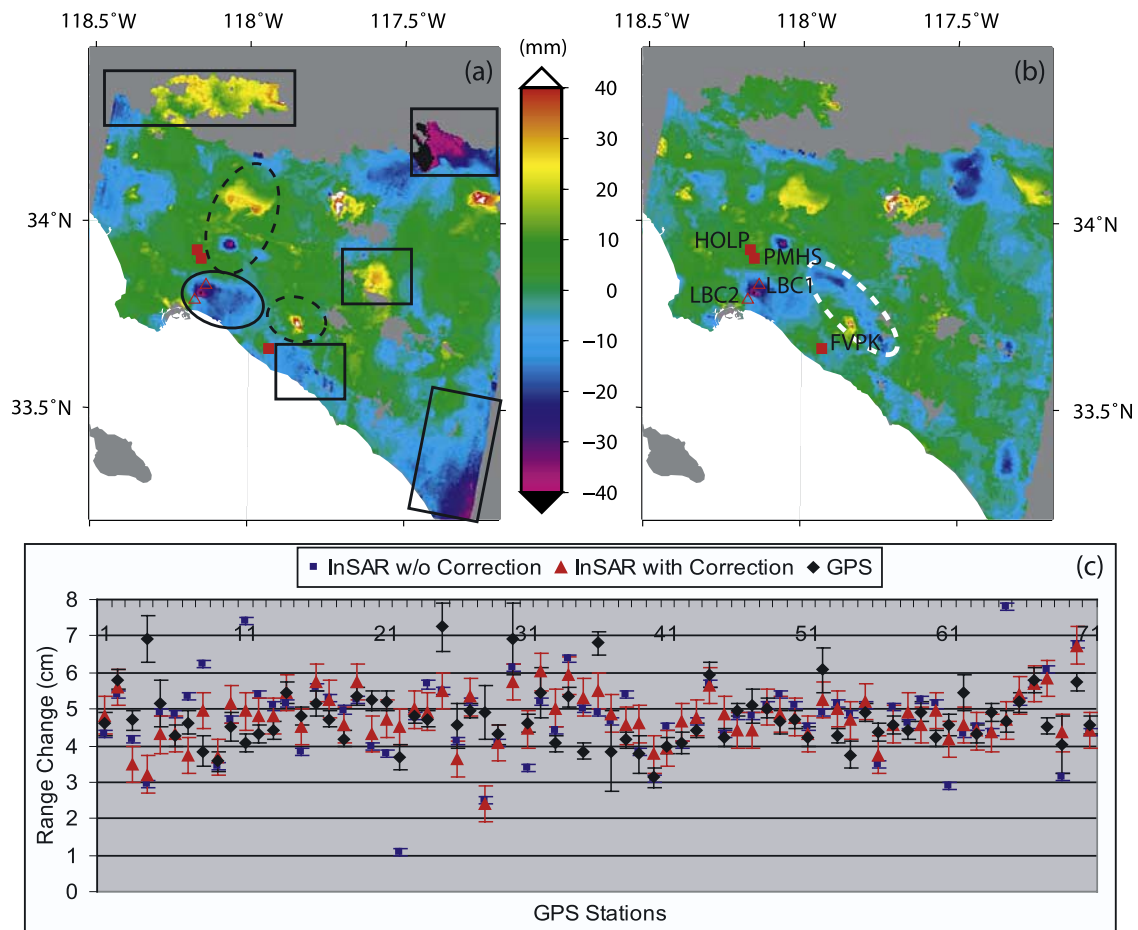 118.5˚W 118˚W 117.5˚W 118.5˚W 118˚W 117.5˚W
(mm)
(a)
(b)
40
30
20
10
0
−10
−20
−30
−40
34˚N
33.5˚N
34˚N
33.5˚N
HOLP
PMHS
LBC1
LBC2
FVPK
InSAR w/o Correction InSAR with Correction GPS
(c)
Range Change (cm)
8
7
6
5
4
3
2
1
0
1 11 21 31 41 51 61 71
GPS Stations